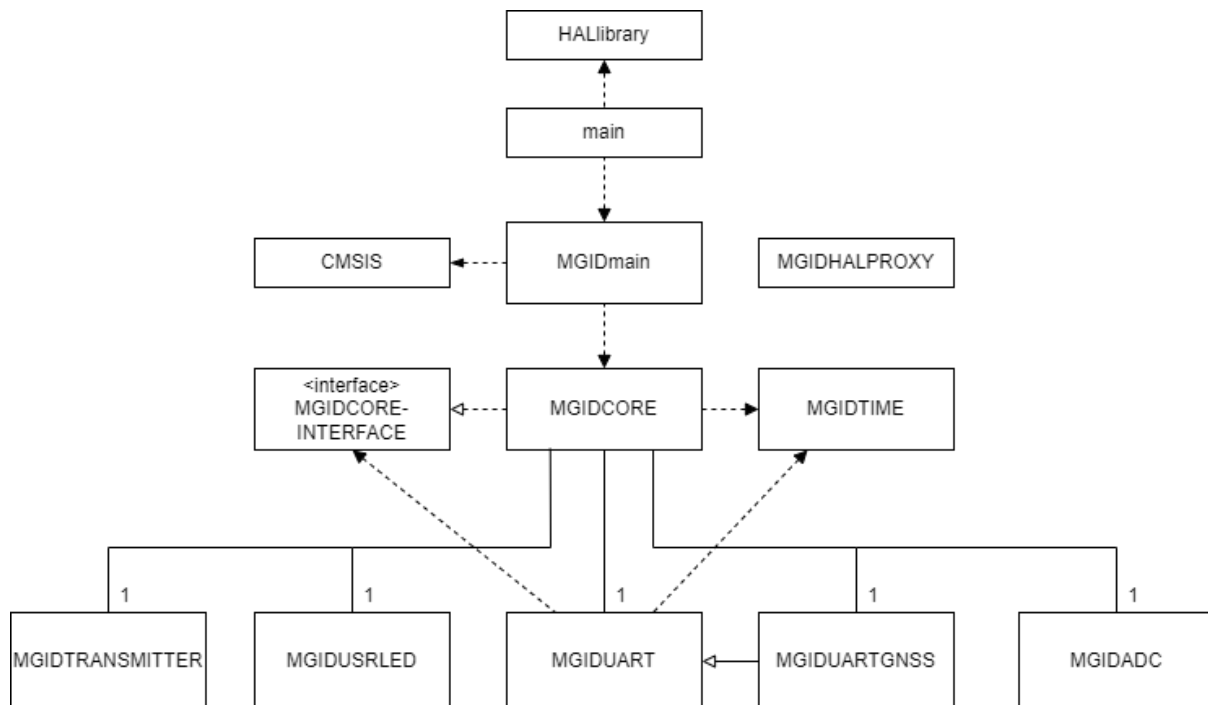 HALlibrary
main
CMSIS
MGIDmain
MGIDHALPROXY
<interface>
MGIDCORE-
INTERFACE
MGIDCORE
MGIDTIME
1
1
1
1
1
MGIDTRANSMITTER
MGIDUSRLED
MGIDUART
MGIDUARTGNSS
MGIDADC